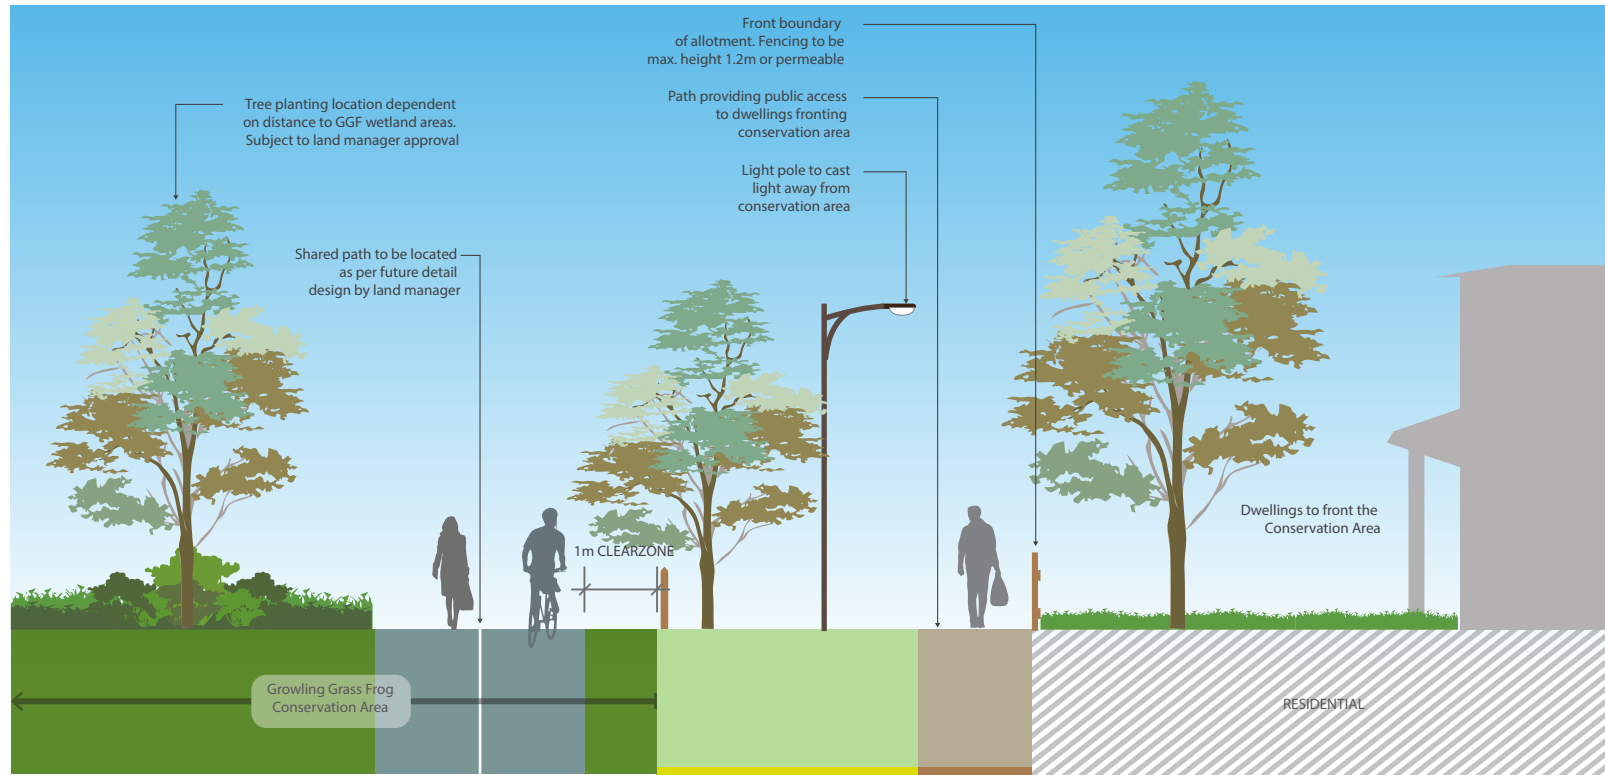 Front boundary
of allotment. Fencing to be
max. height 1.2m or permeable
Tree planting location dependent
on distance to GGF wetland areas.
Subject to land manager approval
Path providing public access
to dwellings fronting
conservation area
Light pole to cast
light away from
conservation area
Shared path to be located
as per future detail
design by land manager
Dwellings to front the
Conservation Area
1m CLEARZONE
Growling Grass Frog
Conservation Area
RESIDENTIAL